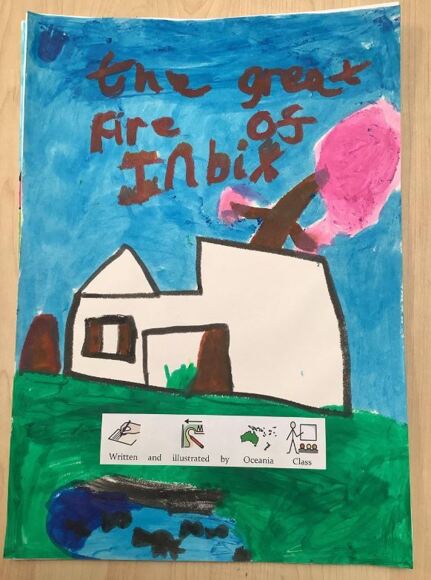 the great
Fire of
Inbix
Written and illustrated by Oceania Class